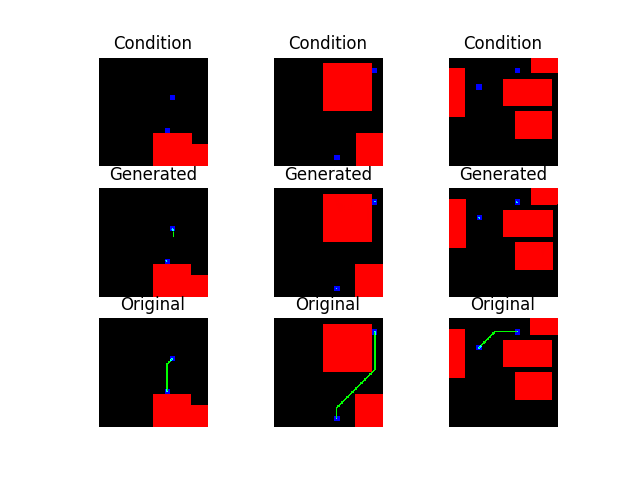 Condition
Condition
Condition
Generated
Generated
Generated
Original
Original
Original